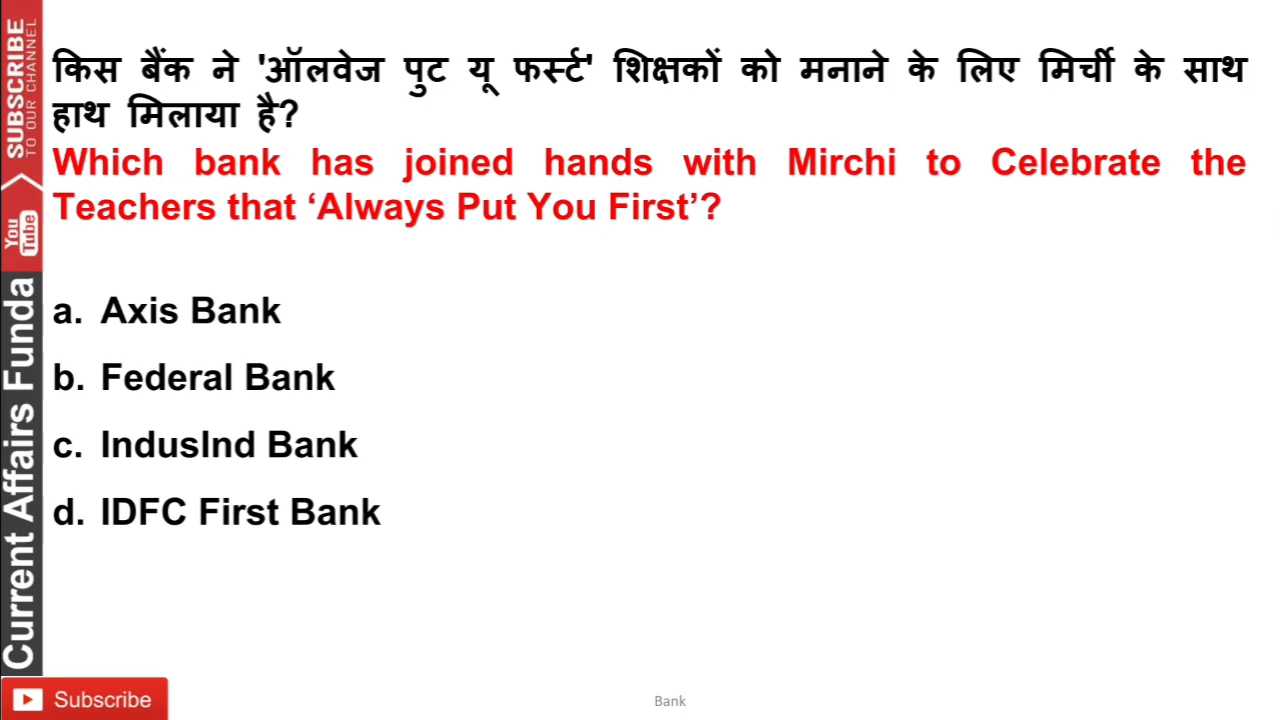 किस बैंक ने 'ऑलवेज पुट यू फर्स्ट' शिक्षकों को मनाने के लिए मिर्ची के साथ
हाथ मिलाया है?
Which bank has joined hands with Mirchi to Celebrate the
Teachers that ‘Always Put You First’?
a. Axis Bank
b. Federal Bank
c. IndusInd Bank
d. IDFC First Bank
SUBSCRIBE
TO OUR CHANNEL
You
Tube
Current Affairs Funda
Subscribe
Bank